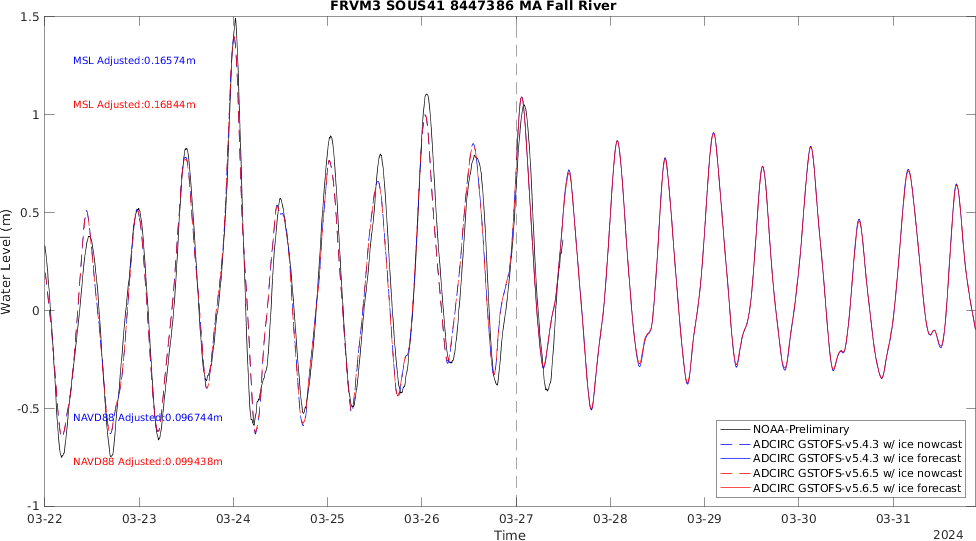 FRVM3 SOUS41 8447386 MA Fall River
Water Level (m)
1.5
1
0.5
0
-0.5
-1
MSL Adjusted:0.16574m
MSL Adjusted:0.16844m
NAVD88 Adjusted:0.096744m
NAVD88 Adjusted:0.099438m
NOAA-Preliminary
ADCIRC GSTOFS-v5.4.3 w/ ice nowcast
ADCIRC GSTOFS-v5.4.3 w/ ice forecast
ADCIRC GSTOFS-v5.6.5 w/ ice nowcast
ADCIRC GSTOFS-v5.6.5 w/ ice forecast
03-22 03-23 03-24 03-25 03-26 03-27 03-28 03-29 03-30 03-31
Time
2024